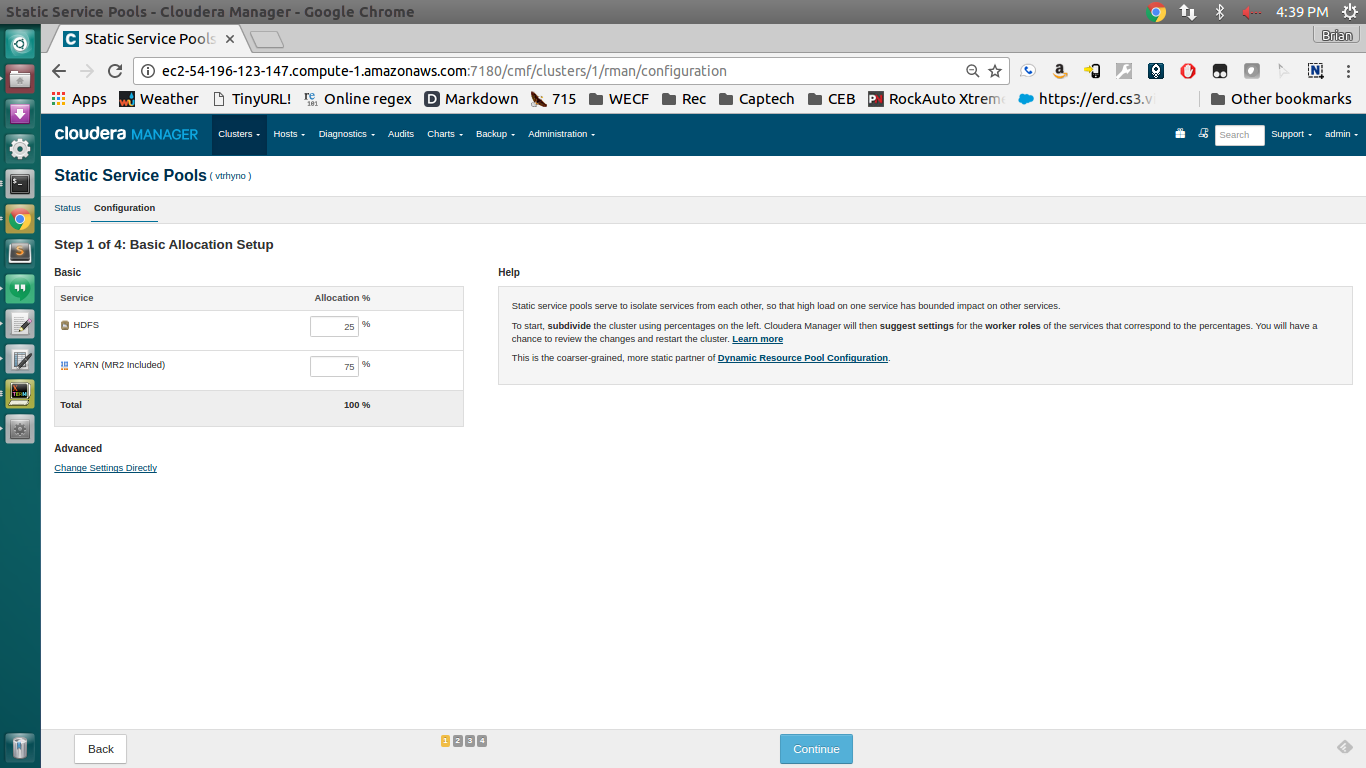 Static Service Pools - Cloudera Manager - Google Chrome
4:39 PM
Static Service Pools
Brian
ec2-54-196-123-147.compute-1.amazonaws.com:7180/cmf/clusters/1/rman/configuration
Apps Weather TinyURL! Online regex Markdown 715 WECF Rec Captech CEB RockAuto Xtrem https://erd.cs3.v Other bookmarks
cloudera MANAGER Clusters Hosts Diagnostics Audits Charts Backup Administration Search Support admin
Static Service Pools ( vtrhyno )
Status Configuration
Step 1 of 4: Basic Allocation Setup
Basic
Service Allocation %
HDFS 25 %
YARN (MR2 Included) 75 %
Total 100 %
Advanced
Change Settings Directly
Help
Static service pools serve to isolate services from each other, so that high load on one service has bounded impact on other services.
To start, subdivide the cluster using percentages on the left. Cloudera Manager will then suggest settings for the worker roles of the services that correspond to the percentages. You will have a
chance to review the changes and restart the cluster. Learn more
This is the coarser-grained, more static partner of Dynamic Resource Pool Configuration.
Back 1 2 3 4 Continue